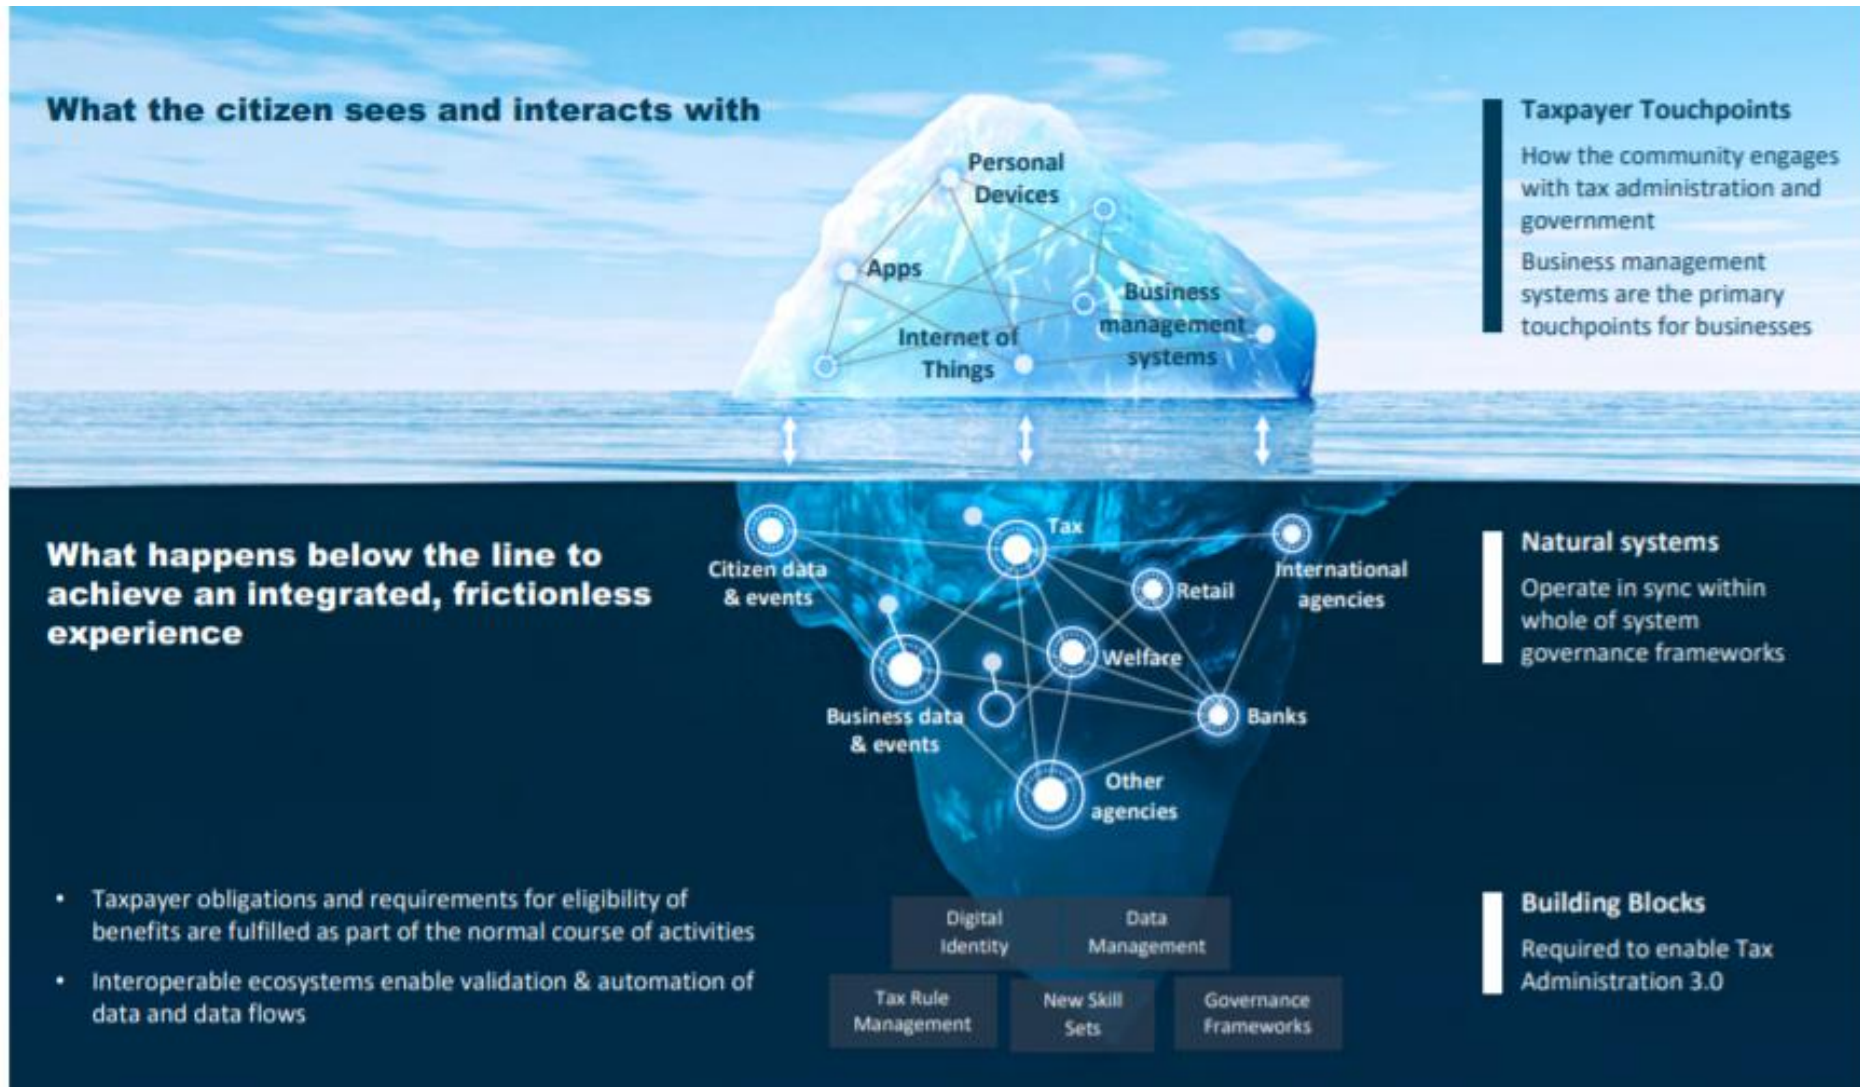 What the citizen sees and interacts with
Personal
Devices
Apps
Business
management
systems
Internet of
Things
Taxpayer Touchpoints
How the community engages
with tax administration and
government
Business management
systems are the primary
touchpoints for businesses
What happens below the line to
achieve an integrated, frictionless
experience
Tax
Citizen data
& events
Retail
International
agencies
Welfare
Business data
& events
Banks
Other
agencies
Natural systems
Operate in sync within
whole of system
governance frameworks
• Taxpayer obligations and requirements for eligibility of
benefits are fulfilled as part of the normal course of activities
• Interoperable ecosystems enable validation & automation of
data and data flows
Digital
Identity
Data
Management
Tax Rule
Management
New Skill
Sets
Governance
Frameworks
Building Blocks
Required to enable Tax
Administration 3.0